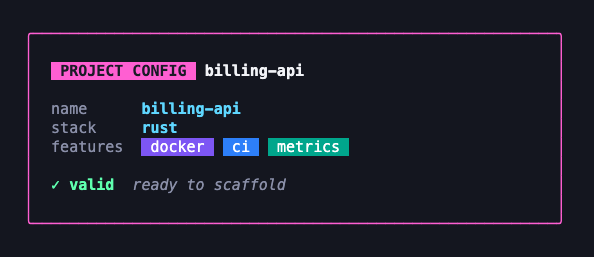 PROJECT CONFIG billing-api
name billing-api
stack rust
features docker ci metrics
✓ valid ready to scaffold